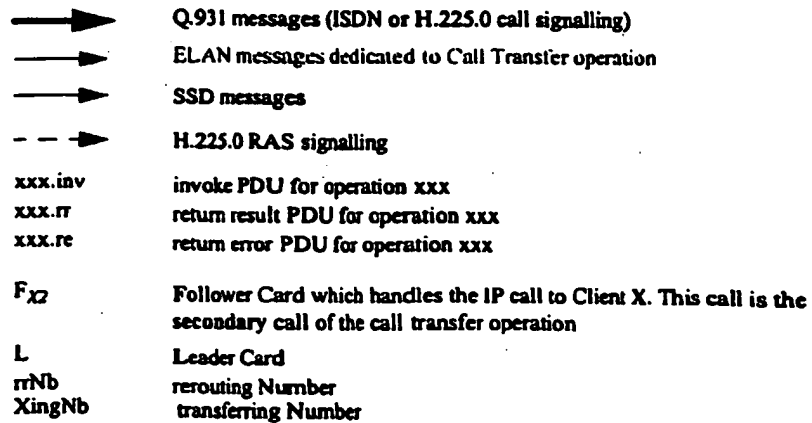 Q.931 messages (ISDN or H.225.0 call signalling)
ELAN messages dedicated to Call Transfer operation
SSD messages
H.225.0 RAS signalling
xxx.inv invoke PDU for operation xxx
xxx.rr return result PDU for operation xxx
xxx.re return error PDU for operation xxx
FX2 Follower Card which handles the IP call to Client X. This call is the
secondary call of the call transfer operation
L Leader Card
rrNb rerouting Number
XingNb transferring Number